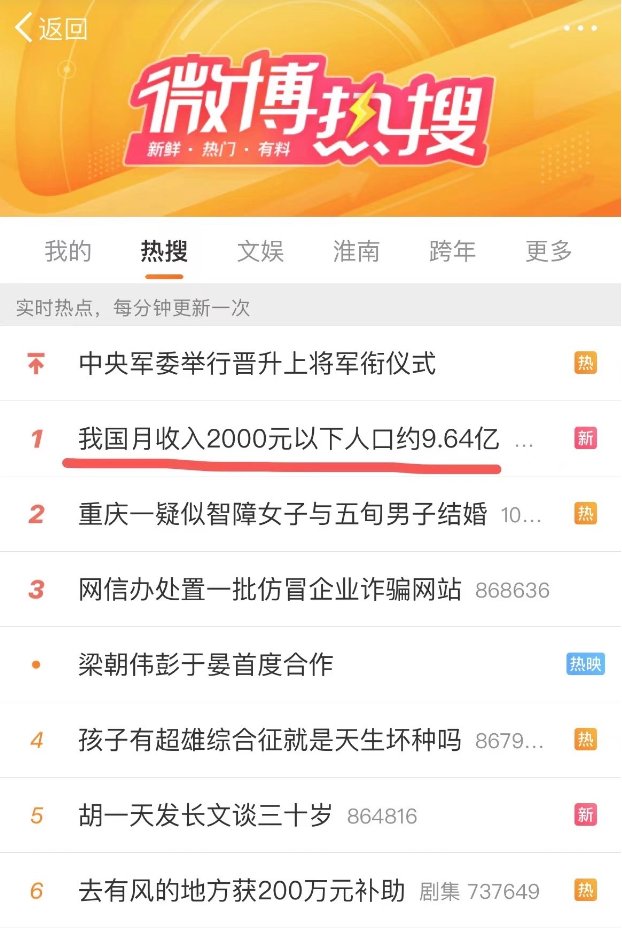 返回
微博热搜
新鲜·热门·有料
我的 热搜 文娱 淮南 跨年 更多
实时热点，每分钟更新一次
中央军委举行晋升上将军衔仪式 热
1 我国月收入2000元以下人口约9.64亿 ... 新
2 重庆一疑似智障女子与五旬男子结婚 10... 热
3 网信办处置一批仿冒企业诈骗网站 868636
梁朝伟彭于晏首度合作 热映
4 孩子有超雄综合征就是天生坏种吗 8679... 热
5 胡一天发长文谈三十岁 864816 新
6 去有风的地方获200万元补助 剧集 737649 热